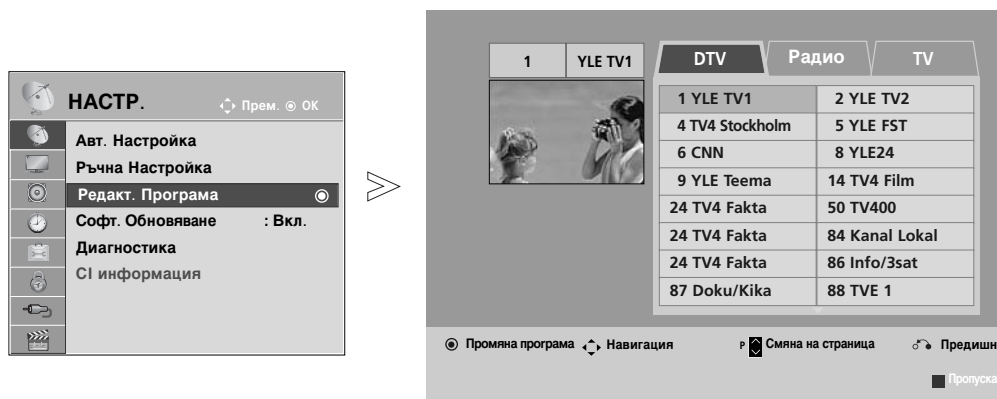 НАСТР.
Прем. OK
Авт. Настройка
Ръчна Настройка
Редакт. Програма
Софт. Обновяване : Вкл.
Диагностика
CI информация
1 YLE TV1
DTV Радио TV
1 YLE TV1 2 YLE TV2
4 TV4 Stockholm 5 YLE FST
6 CNN 8 YLE24
9 YLE Teema 14 TV4 Film
24 TV4 Fakta 50 TV400
24 TV4 Fakta 84 Kanal Lokal
24 TV4 Fakta 86 Info/3sat
87 Doku/Kika 88 TVE 1
Промяна програма Навигация P Смяна на страница Предишн
Пропуска